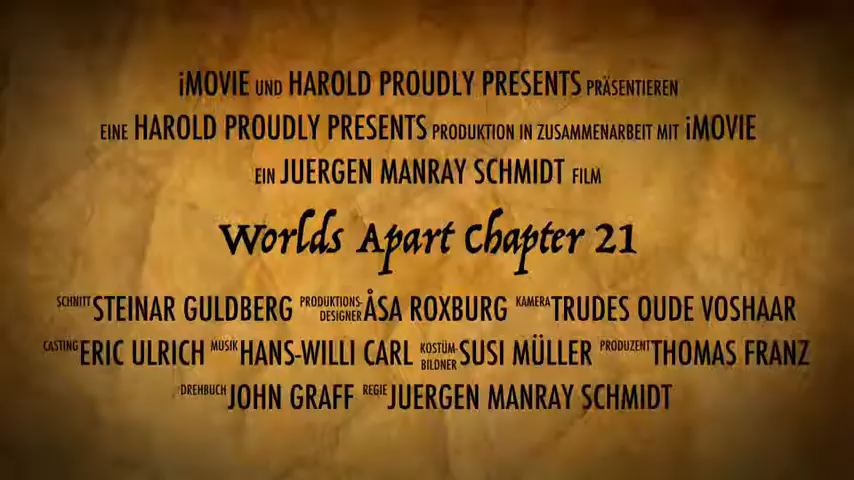 iMOVIE UND HAROLD PROUDLY PRESENTS PRÄSENTIEREN
EINE HAROLD PROUDLY PRESENTS PRODUKTION IN ZUSAMMENARBEIT MIT iMOVIE
EIN JUERGEN MANRAY SCHMIDT FILM
Worlds Apart Chapter 21
SCHNITT STEINAR GULDBERG PRODUKTIONS-DESIGNER ÅSA ROXBURG KAMERA TRUDES OUDE VOSHAAR
CASTING ERIC ULRICH MUSIK HANS-WILLI CARL KOSTÜM-BILDNER SUSI MÜLLER PRODUZENT THOMAS FRANZ
DREHBUCH JOHN GRAFF REGIE JUERGEN MANRAY SCHMIDT